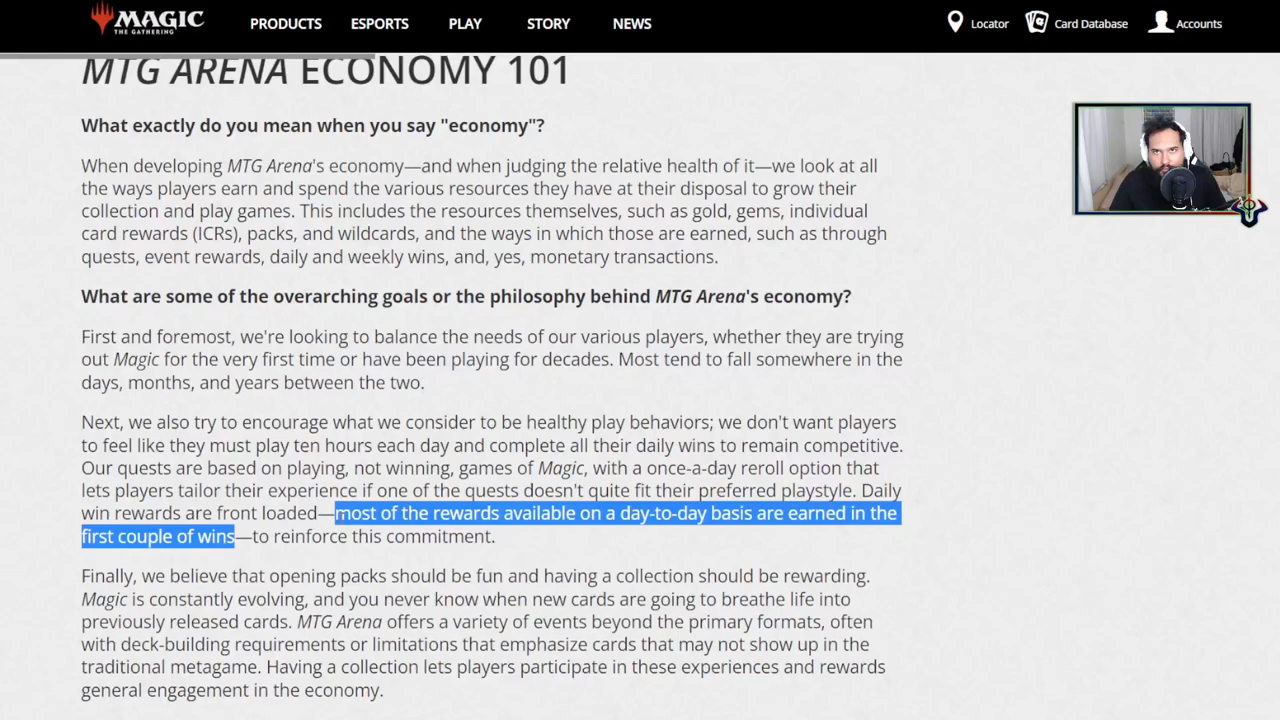 MAGIC
THE GATHERING
PRODUCTS ESPORTS PLAY STORY NEWS
Locator Card Database Accounts
MTG ARENA ECONOMY 101
What exactly do you mean when you say "economy"?
When developing MTG Arena's economy—and when judging the relative health of it—we look at all
the ways players earn and spend the various resources they have at their disposal to grow their
collection and play games. This includes the resources themselves, such as gold, gems, individual
card rewards (ICRs), packs, and wildcards, and the ways in which those are earned, such as through
quests, event rewards, daily and weekly wins, and, yes, monetary transactions.
What are some of the overarching goals or the philosophy behind MTG Arena's economy?
First and foremost, we're looking to balance the needs of our various players, whether they are trying
out Magic for the very first time or have been playing for decades. Most tend to fall somewhere in the
days, months, and years between the two.
Next, we also try to encourage what we consider to be healthy play behaviors; we don't want players
to feel like they must play ten hours each day and complete all their daily wins to remain competitive.
Our quests are based on playing, not winning, games of Magic, with a once-a-day reroll option that
lets players tailor their experience if one of the quests doesn't quite fit their preferred playstyle. Daily
win rewards are front loaded—most of the rewards available on a day-to-day basis are earned in the
first couple of wins—to reinforce this commitment.
Finally, we believe that opening packs should be fun and having a collection should be rewarding.
Magic is constantly evolving, and you never know when new cards are going to breathe life into
previously released cards. MTG Arena offers a variety of events beyond the primary formats, often
with deck-building requirements or limitations that emphasize cards that may not show up in the
traditional metagame. Having a collection lets players participate in these experiences and rewards
general engagement in the economy.